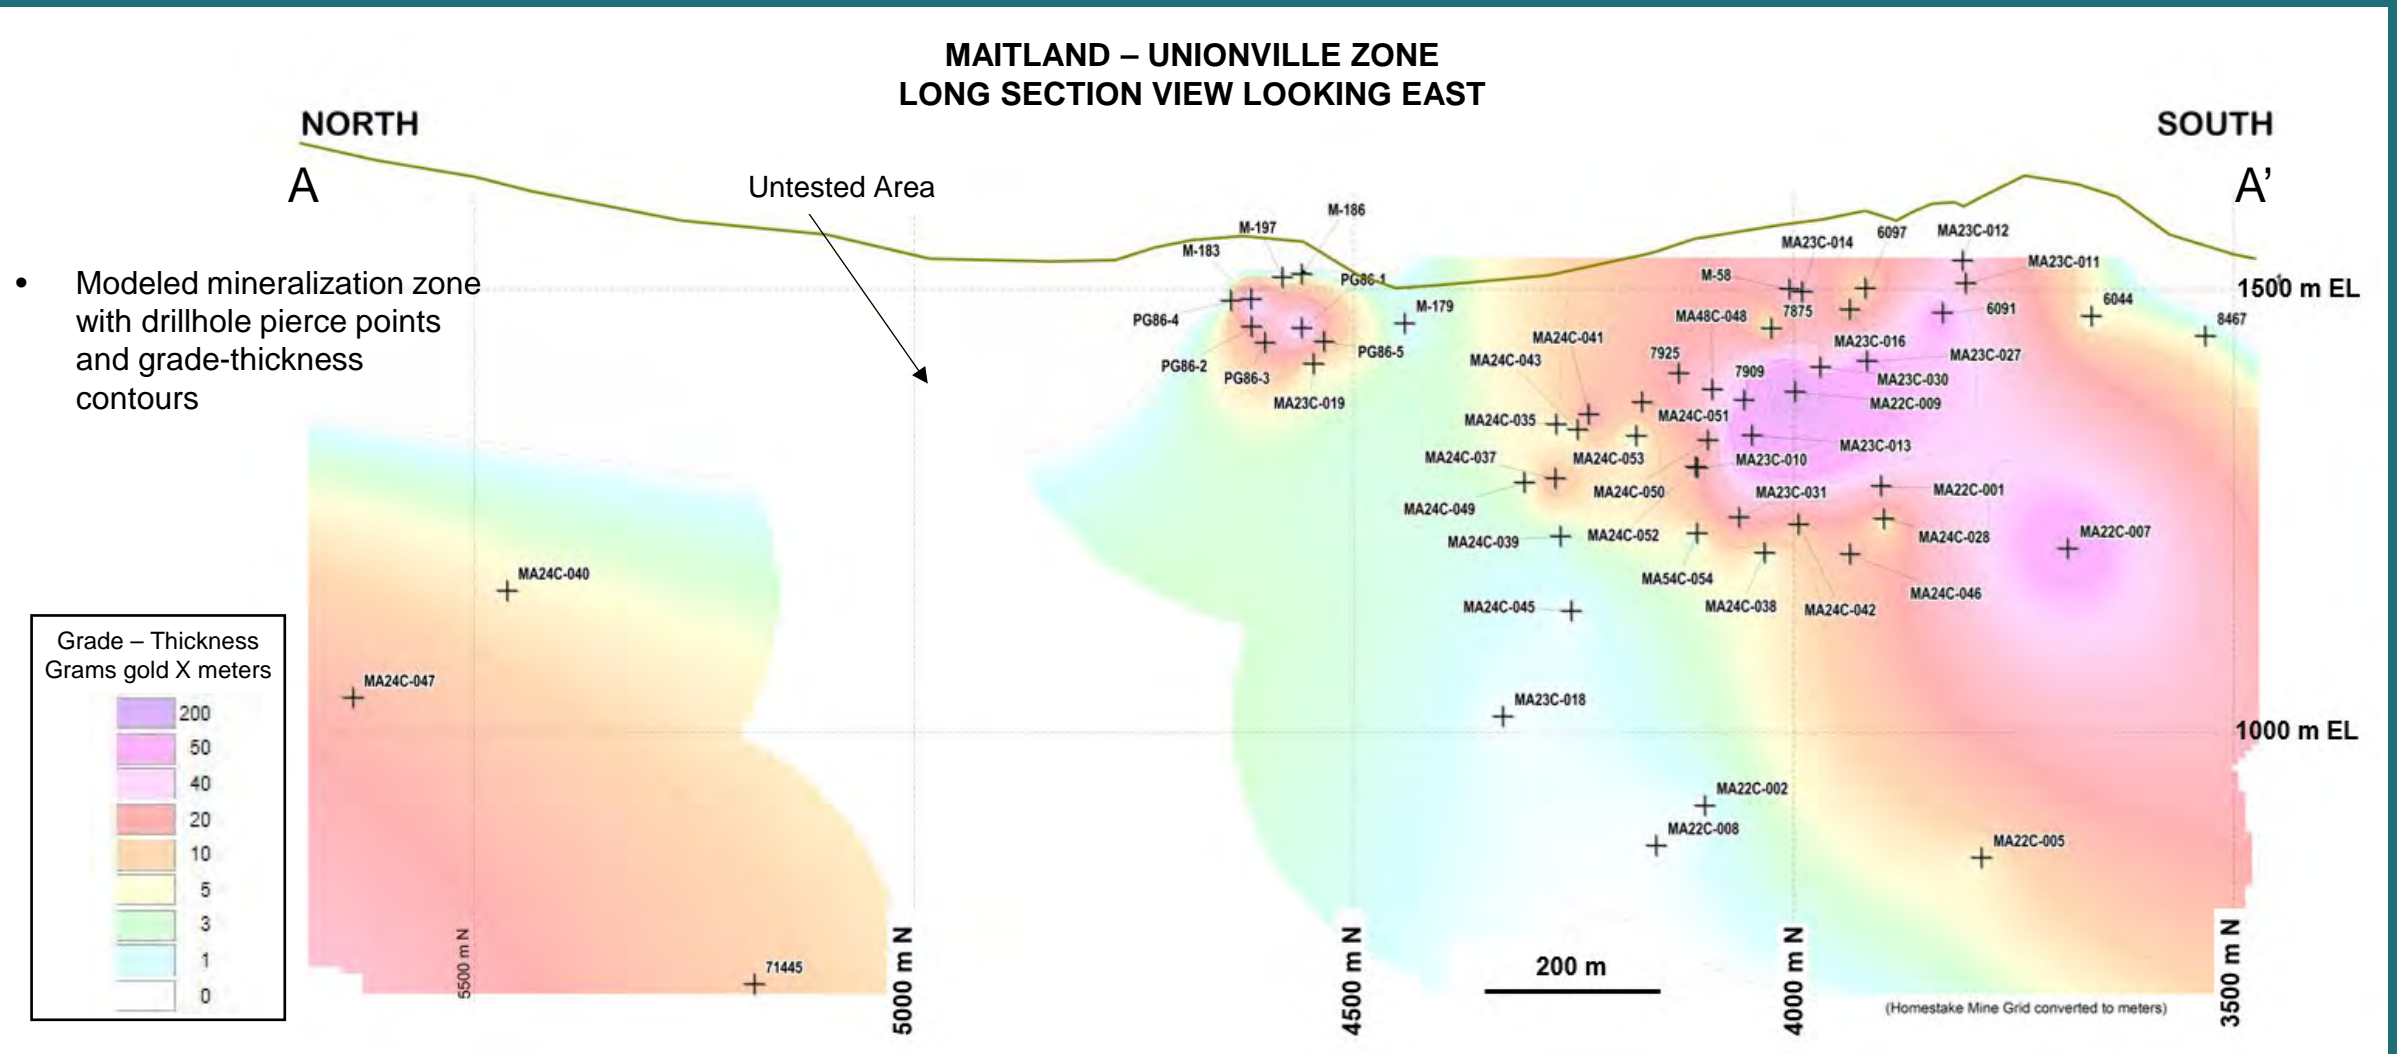 MAITLAND – UNIONVILLE ZONE
LONG SECTION VIEW LOOKING EAST
NORTH
SOUTH
A
A’
Untested Area
• Modeled mineralization zone
with drillhole pierce points
and grade-thickness
contours
M-186
M-197
M-183
PG86-1
PG86-4
M-179
PG86-2
PG86-3
PG86-5
MA23C-019
MA23C-014
6097
MA23C-012
MA23C-011
M-58
1500 m EL
7875
6091
6044
8467
MA48C-048
MA24C-041
MA23C-016
MA24C-043
7925
MA23C-027
7909
MA23C-030
MA22C-009
MA24C-035
MA24C-051
MA23C-013
MA24C-037
MA24C-053
MA23C-010
MA24C-050
MA23C-031
MA22C-001
MA24C-049
MA24C-039
MA24C-052
MA24C-028
MA22C-007
MA54C-054
MA24C-046
MA24C-045
MA24C-038
MA24C-042
MA24C-040
MA24C-047
MA23C-018
1000 m EL
MA22C-002
MA22C-008
MA22C-005
71445
Grade – Thickness
Grams gold X meters
200
50
40
20
10
5
3
1
0
5500 m N
5000 m N
4500 m N
4000 m N
3500 m N
200 m
(Homestake Mine Grid converted to meters)